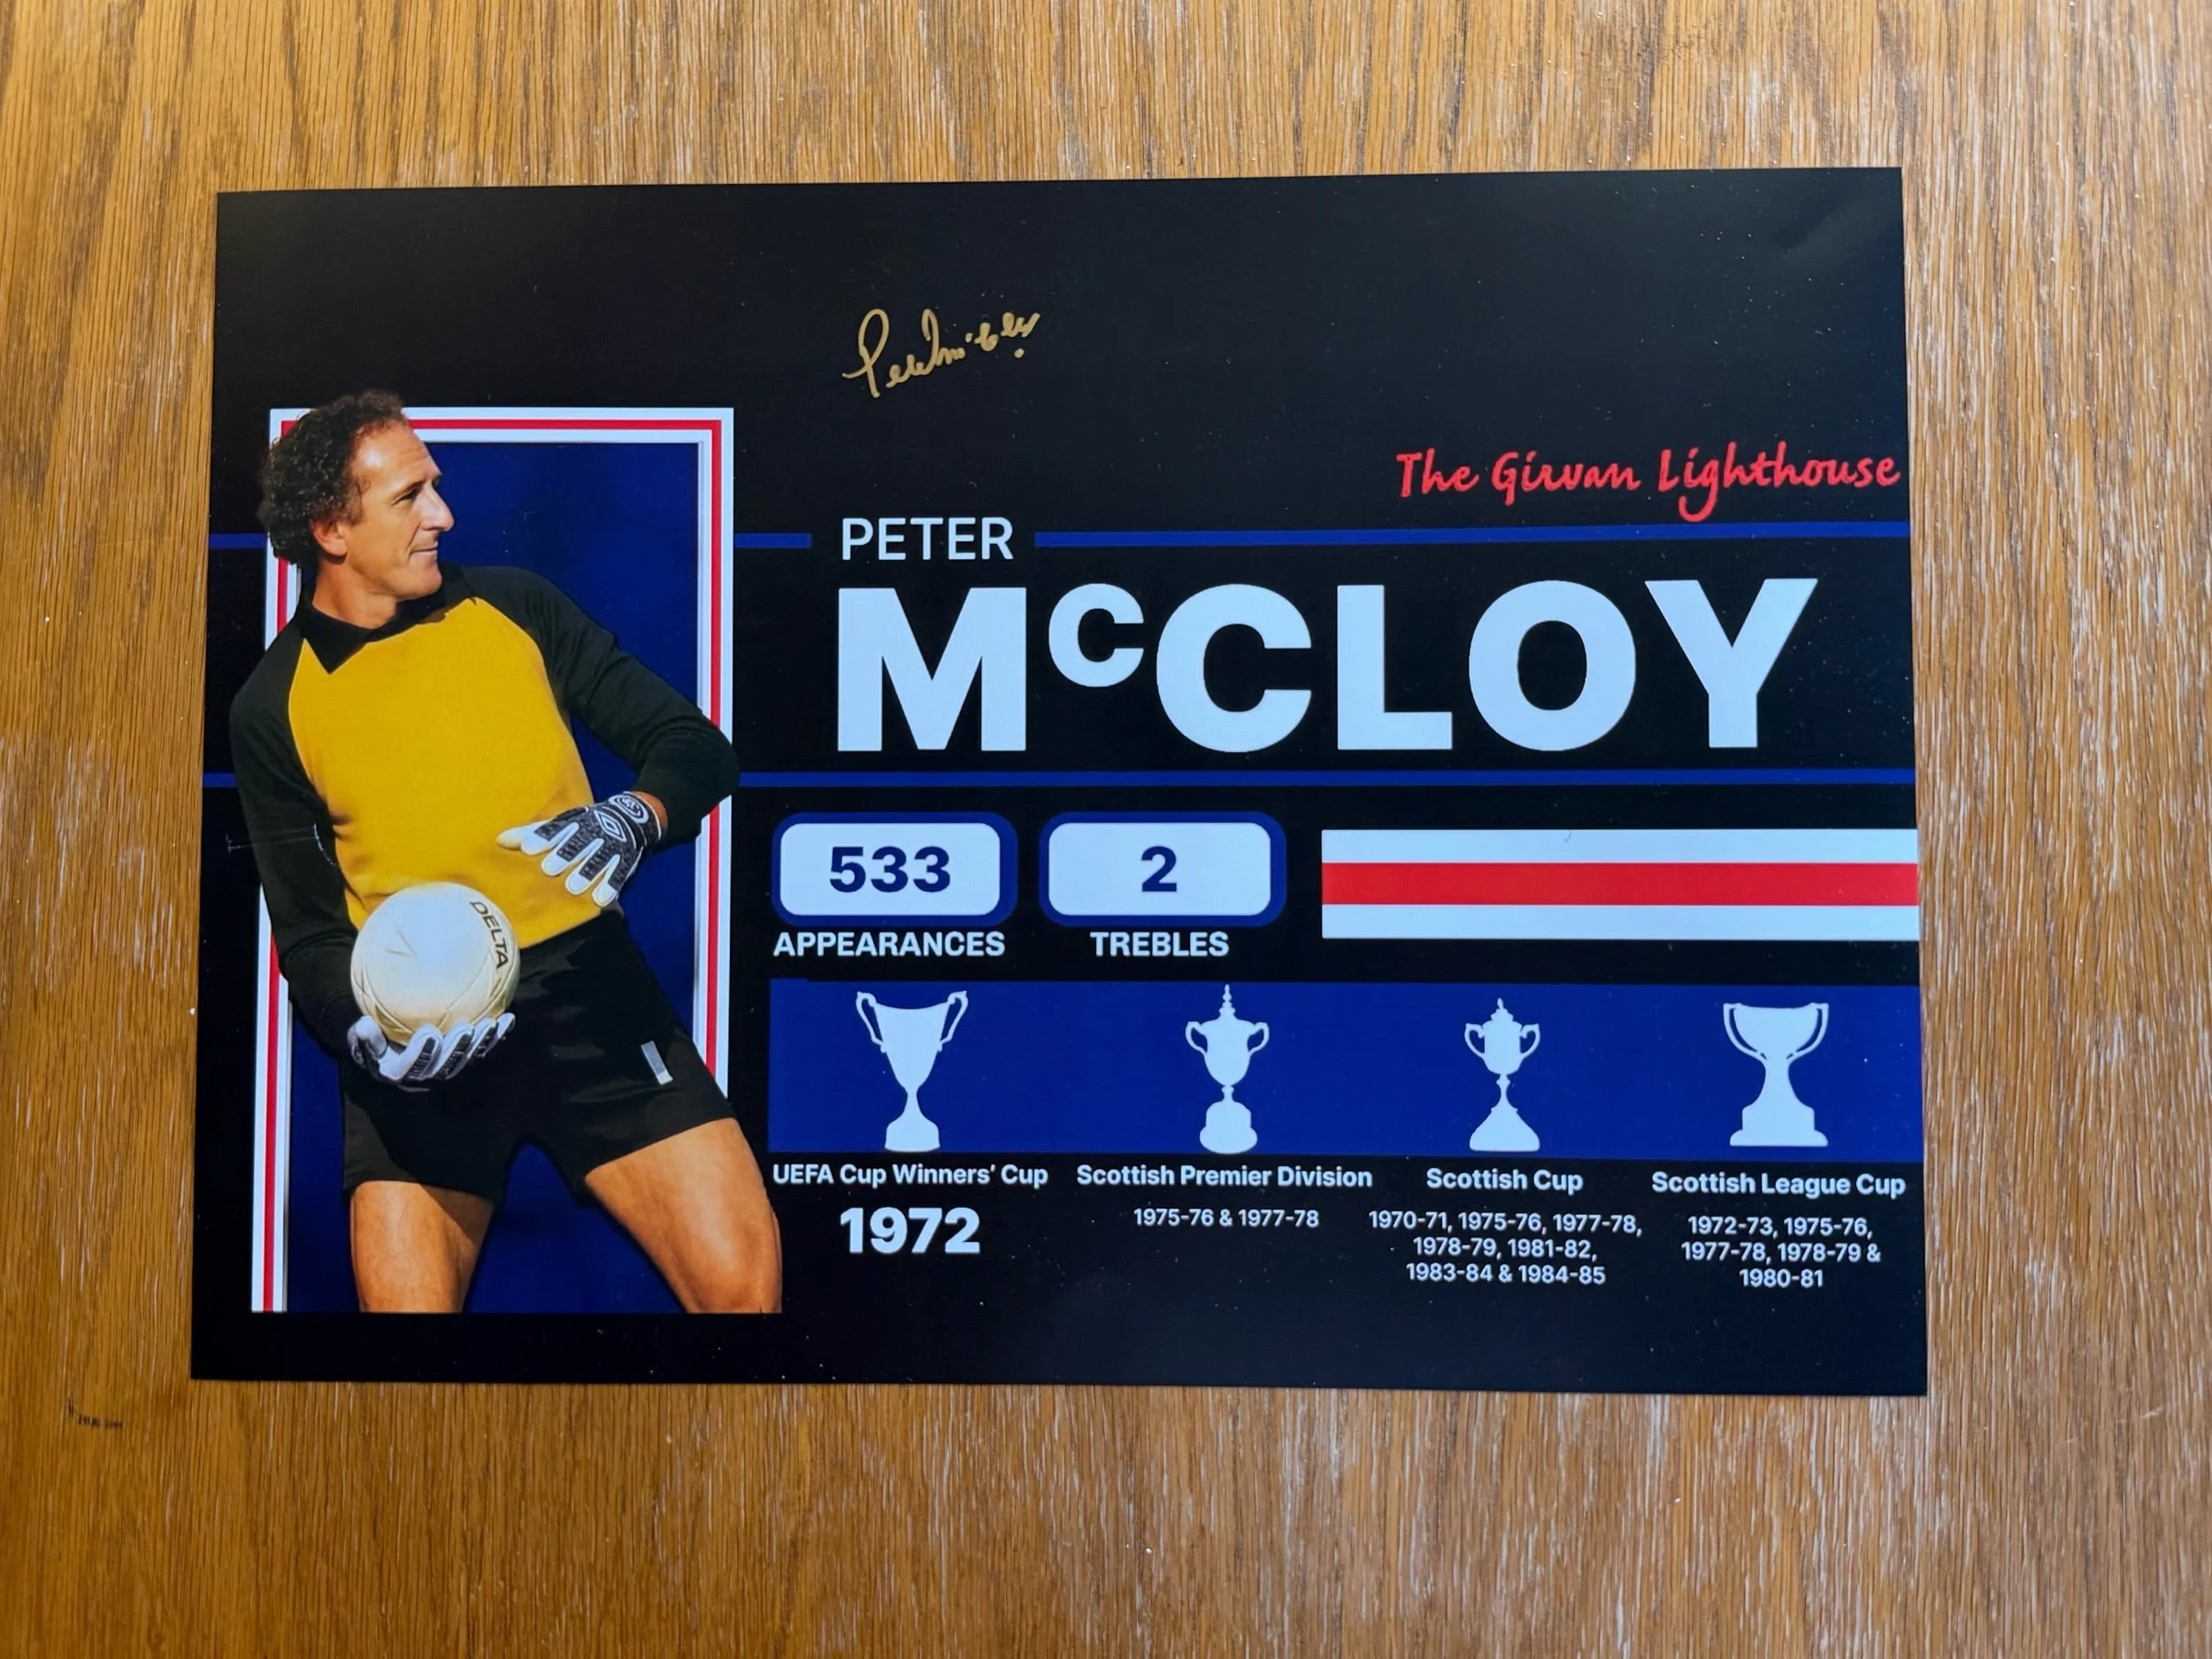 Peter McCloy
The Girvan Lighthouse
PETER
McCLOY
533
2
APPEARANCES
TREBLES
DELTA
UEFA Cup Winners' Cup
Scottish Premier Division
Scottish Cup
Scottish League Cup
1972
1975-76 & 1977-78
1970-71, 1975-76, 1977-78,
1978-79, 1981-82,
1983-84 & 1984-85
1972-73, 1975-76,
1977-78, 1978-79 &
1980-81